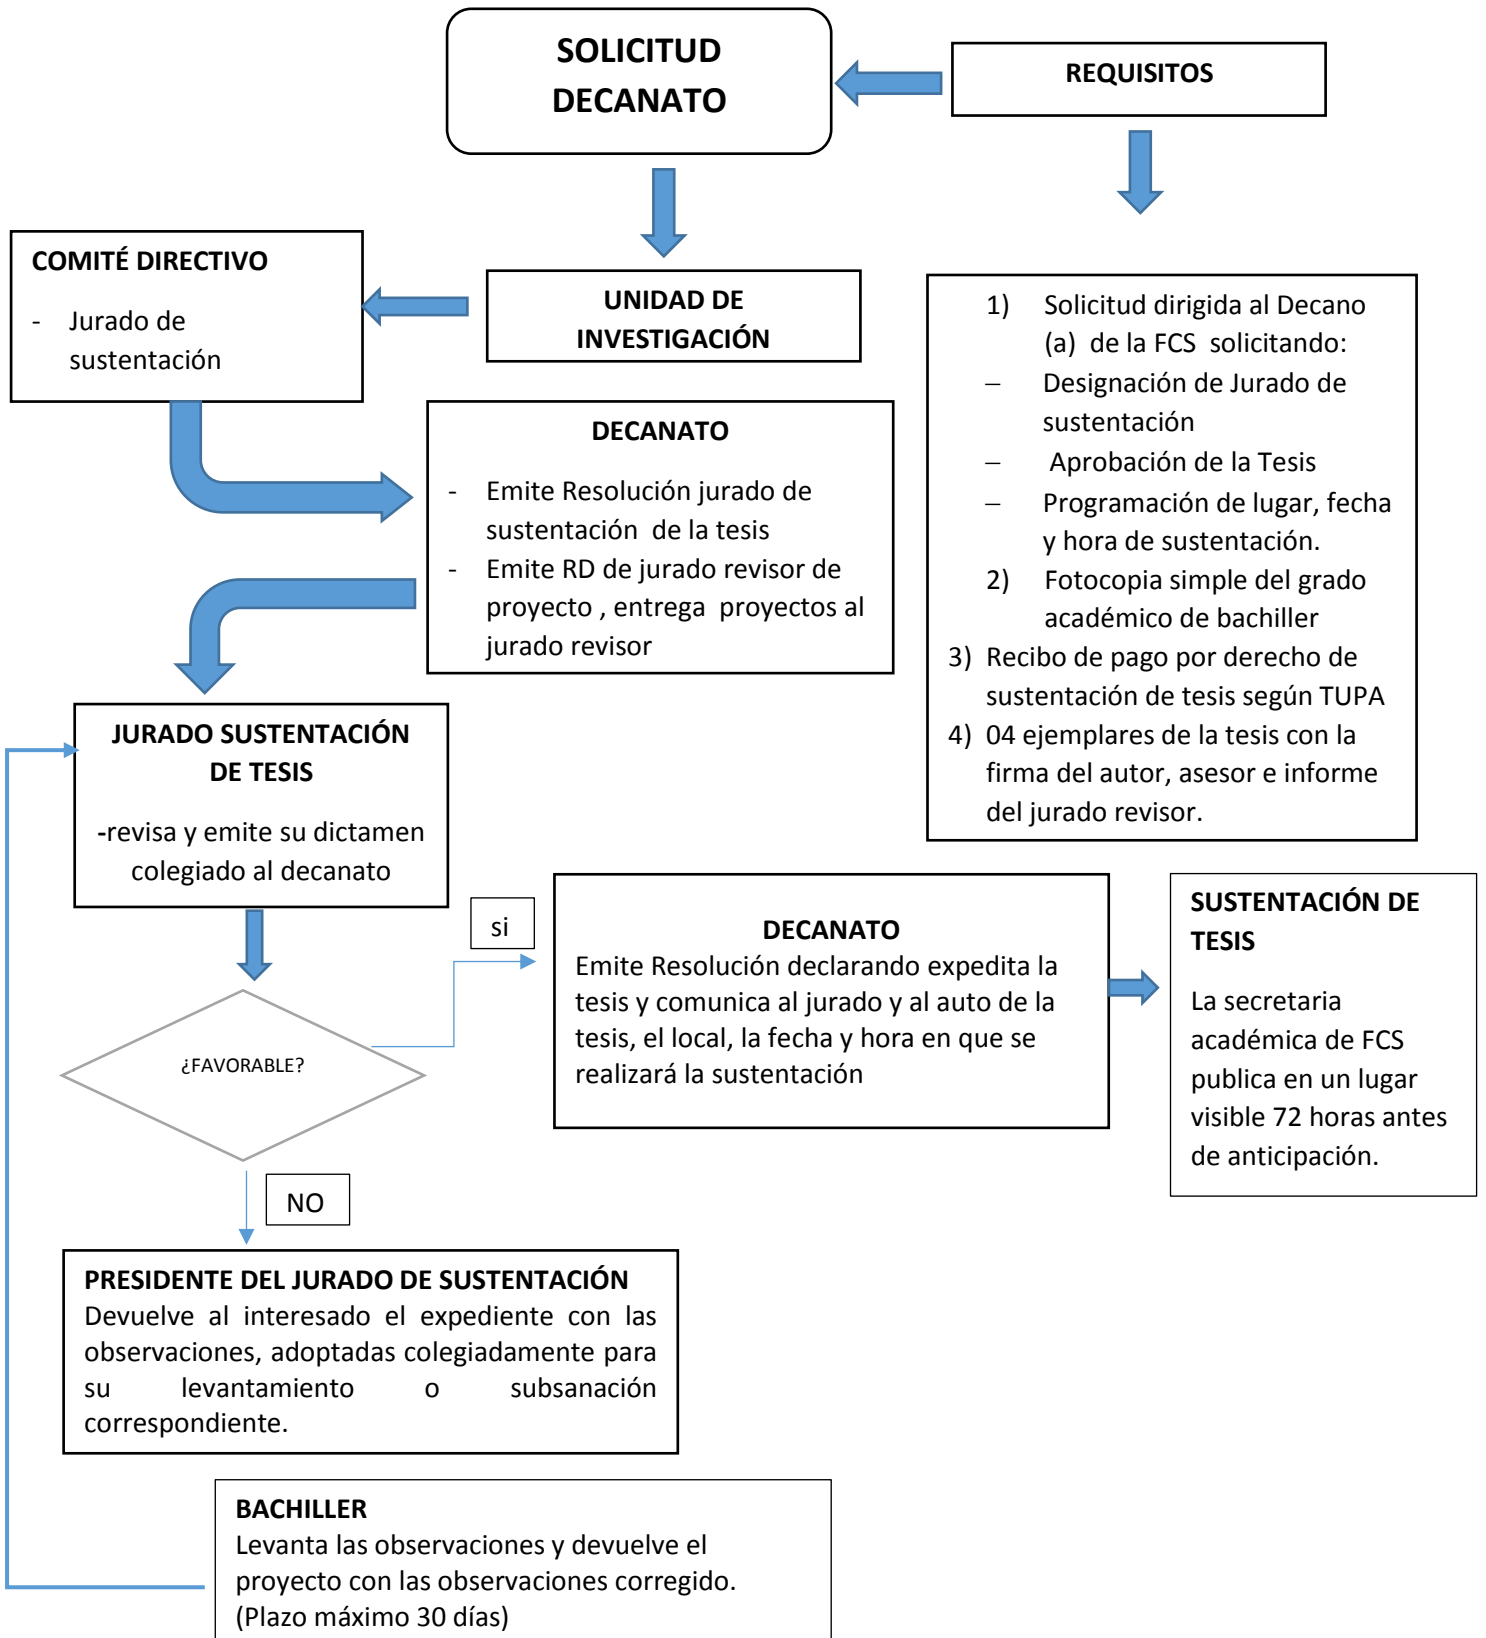 SOLICITUD
DECANATO
REQUISITOS
COMITÉ DIRECTIVO
- Jurado de
sustentación
UNIDAD DE
INVESTIGACIÓN
1) Solicitud dirigida al Decano
(a) de la FCS solicitando:
– Designación de Jurado de
sustentación
– Aprobación de la Tesis
– Programación de lugar, fecha
y hora de sustentación.
2) Fotocopia simple del grado
académico de bachiller
3) Recibo de pago por derecho de
sustentación de tesis según TUPA
4) 04 ejemplares de la tesis con la
firma del autor, asesor e informe
del jurado revisor.
DECANATO
- Emite Resolución jurado de
sustentación de la tesis
- Emite RD de jurado revisor de
proyecto , entrega proyectos al
jurado revisor
JURADO SUSTENTACIÓN
DE TESIS
-revisa y emite su dictamen
colegiado al decanato
si
DECANATO
Emite Resolución declarando expedita la
tesis y comunica al jurado y al auto de la
tesis, el local, la fecha y hora en que se
realizará la sustentación
SUSTENTACIÓN DE
TESIS
La secretaria
académica de FCS
publica en un lugar
visible 72 horas antes
de anticipación.
¿FAVORABLE?
NO
PRESIDENTE DEL JURADO DE SUSTENTACIÓN
Devuelve al interesado el expediente con las
observaciones, adoptadas colegiadamente para
su levantamiento o subsanación
correspondiente.
BACHILLER
Levanta las observaciones y devuelve el
proyecto con las observaciones corregido.
(Plazo máximo 30 días)